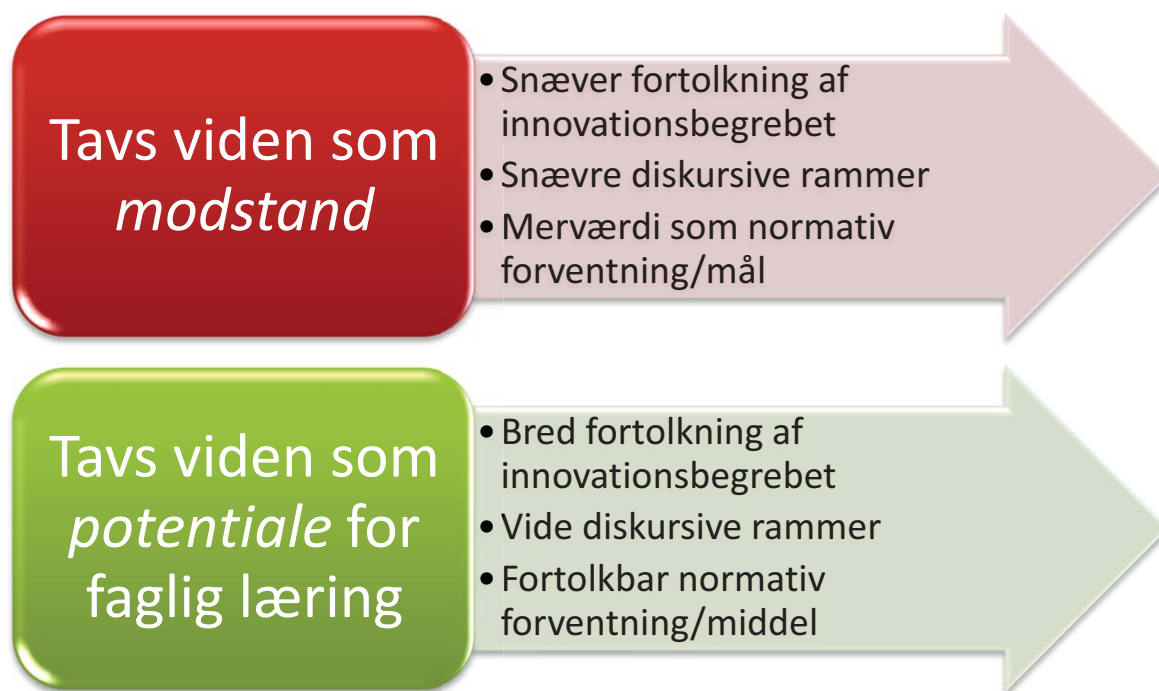 Tavs viden som
modstand
• Snæver fortolkning af
innovationsbegrebet
• Snævre diskursive rammer
• Merværdi som normativ
forventning/mål
Tavs viden som
potentiale for
faglig læring
• Bred fortolkning af
innovationsbegrebet
• Vide diskursive rammer
• Fortolkbar normativ
forventning/middel